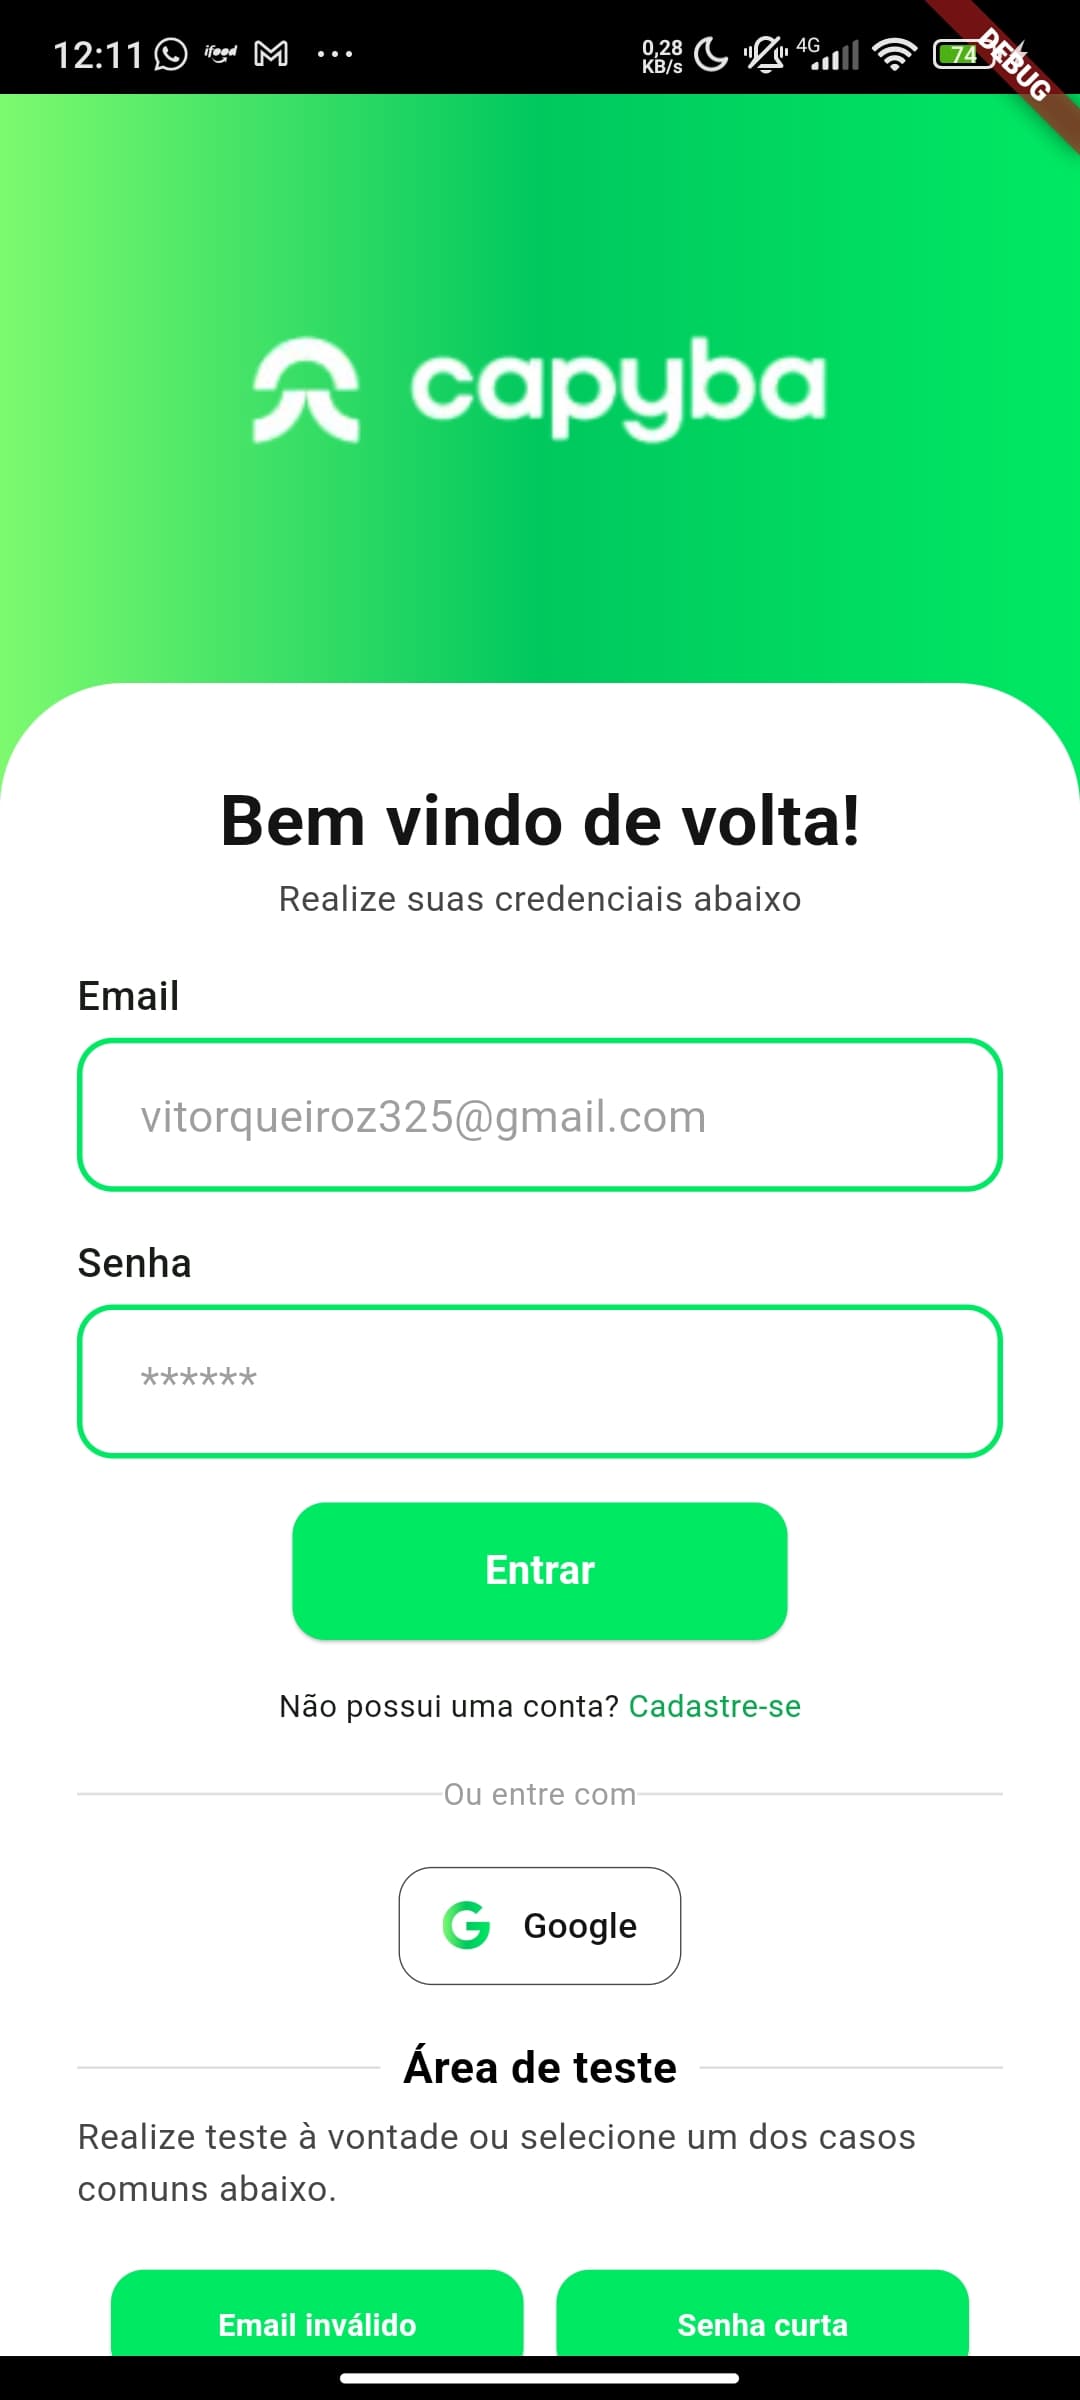 12:11 ifood 0,28 KB/s 4G 74
DEBUG
capyba
Bem vindo de volta!
Realize suas credenciais abaixo
Email
vitorqueiroz325@gmail.com
Senha
******
Entrar
Não possui uma conta? Cadastre-se
Ou entre com
G Google
Área de teste
Realize teste à vontade ou selecione um dos casos
comuns abaixo.
Email inválido Senha curta